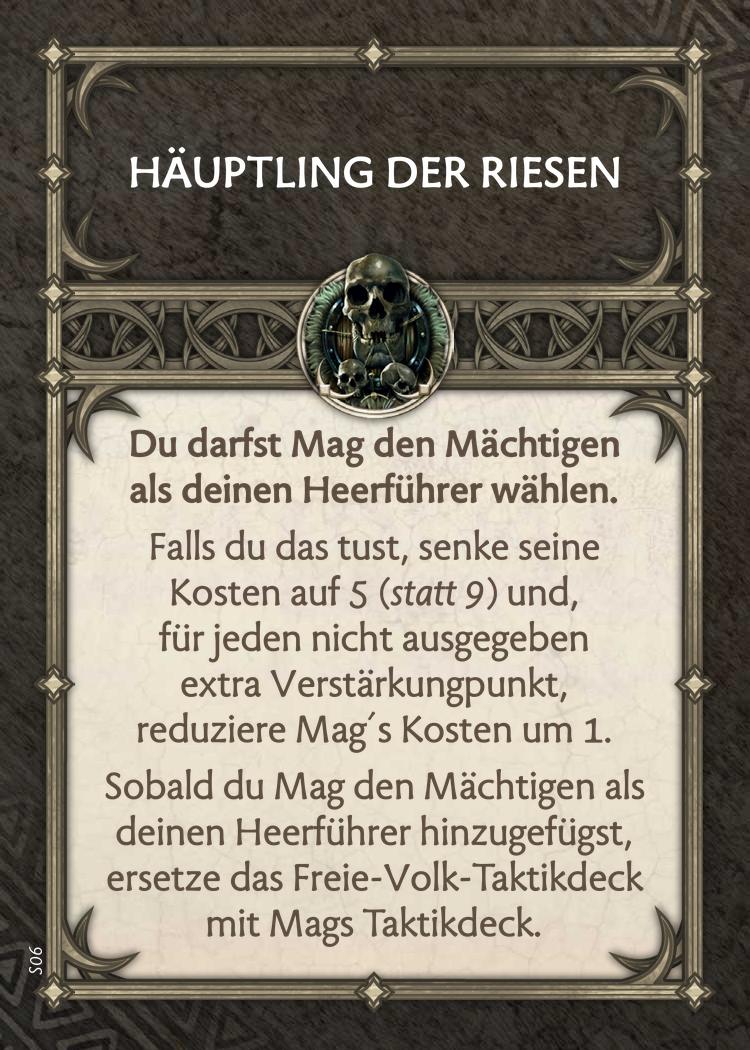 HÄUPTLING DER RIESEN
Du darfst Mag den Mächtigen
als deinen Heerführer wählen.
Falls du das tust, senke seine
Kosten auf 5 (statt 9) und,
für jeden nicht ausgegeben
extra Verstärkungpunkt,
reduziere Mag´s Kosten um 1.
Sobald du Mag den Mächtigen als
deinen Heerführer hinzugefügst,
ersetze das Freie-Volk-Taktikdeck
mit Mags Taktikdeck.
S06